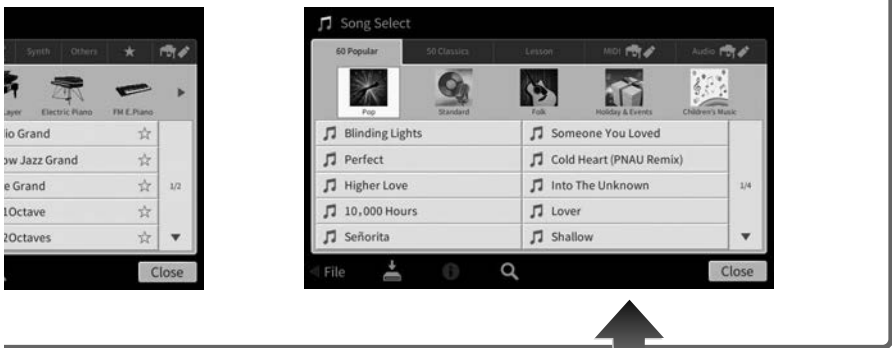 Synth Others
Layer Electric Piano FM E.Piano
io Grand
ow Jazz Grand
e Grand 1/2
1Octave
2Octaves
Close
Song Select
60 Popular 50 Classics Lesson MIDI Audio
Pop Standard Folk Holiday & Events Children's Music
Blinding Lights Someone You Loved
Perfect Cold Heart (PNAU Remix)
Higher Love Into The Unknown 1/4
10,000 Hours Lover
Señorita Shallow
File Close